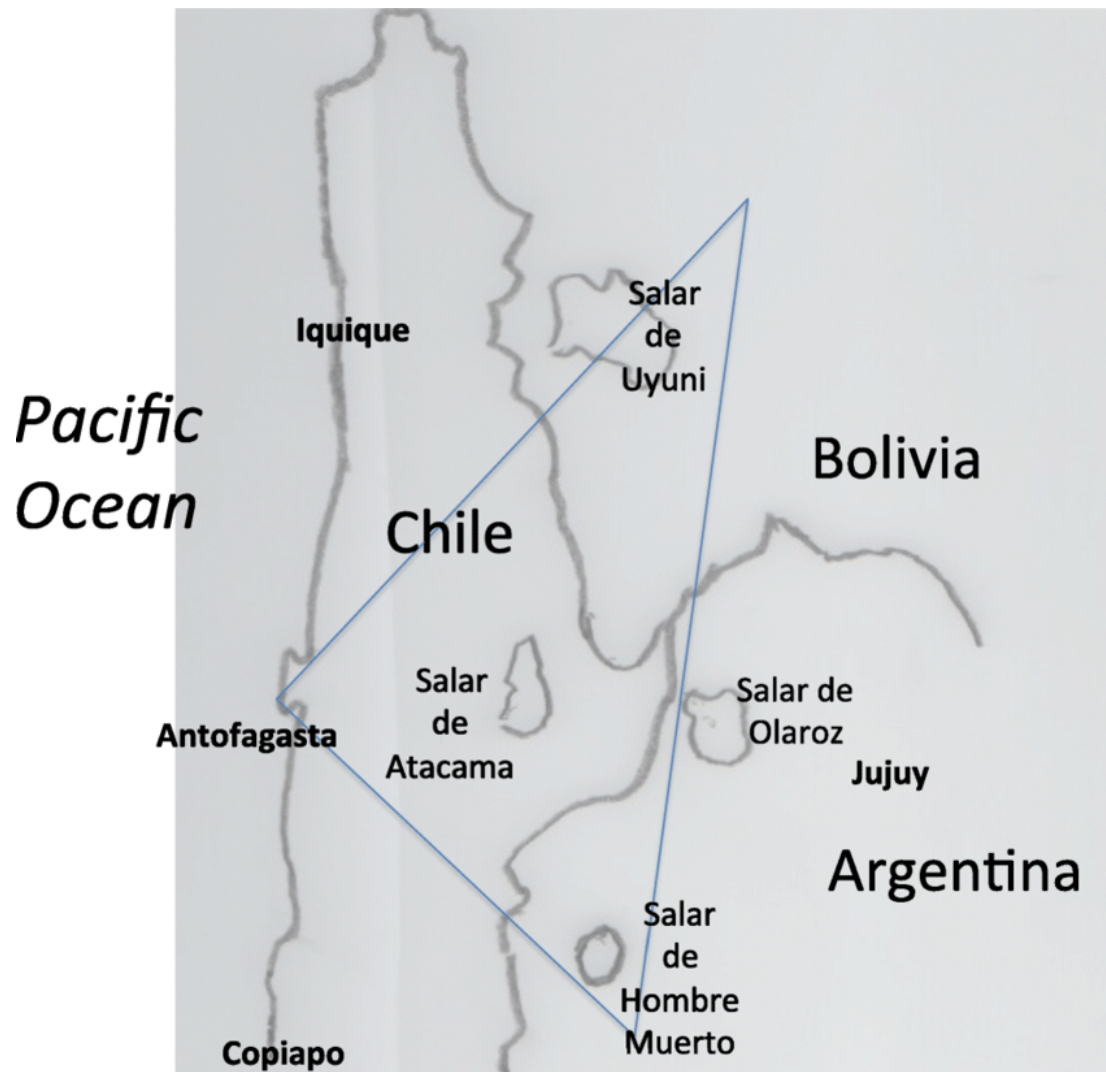 Salar
de
Uyuni
Iquique
Pacific
Ocean
Bolivia
Chile
Salar
de
Atacama
Salar de
Olaroz
Antofagasta
Jujuy
Argentina
Salar
de
Hombre
Muerto
Copiapo